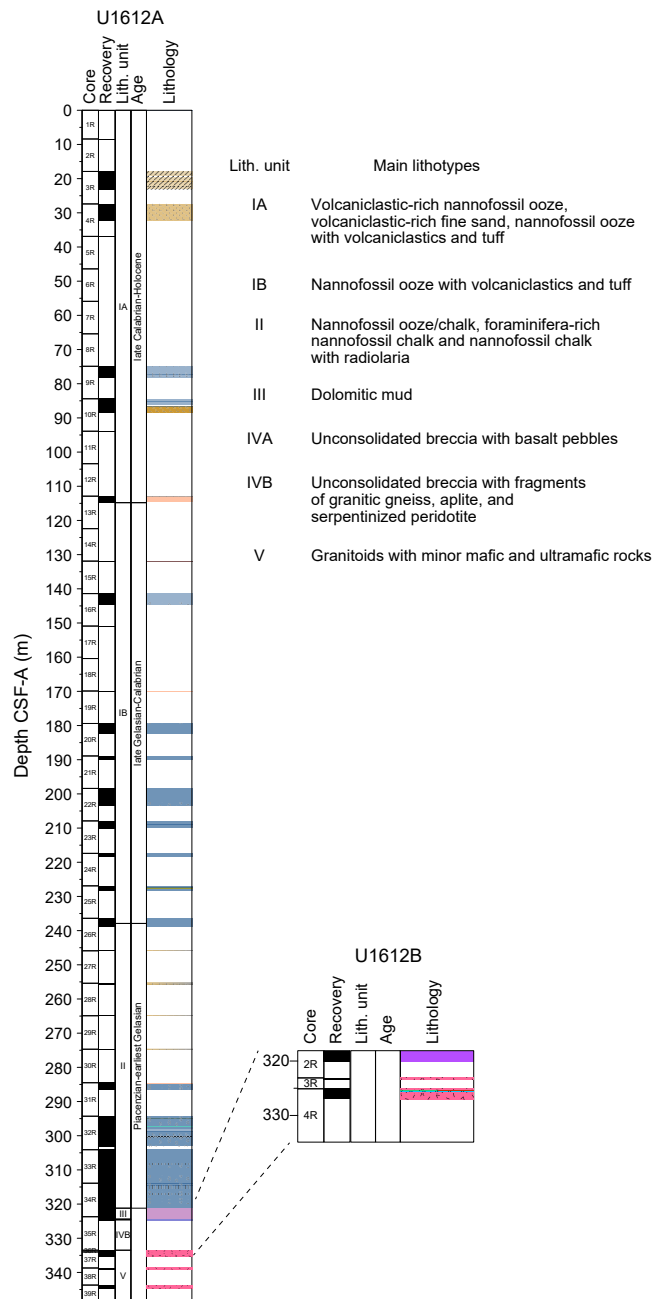 U1612A
Core
Recovery
Lith. unit
Age
Lithology
Depth CSF-A (m)
0
10
20
30
40
50
60
70
80
90
100
110
120
130
140
150
160
170
180
190
200
210
220
230
240
250
260
270
280
290
300
310
320
330
340
1R
2R
3R
4R
5R
6R
7R
8R
9R
10R
11R
12R
13R
14R
15R
16R
17R
18R
19R
20R
21R
22R
23R
24R
25R
26R
27R
28R
29R
30R
31R
32R
33R
34R
35R
36R
37R
38R
39R
IA
IB
II
III
IVB
V
late Calabrian-Holocene
late Gelasian-Calabrian
Piacenzian-earliest Gelasian
Lith. unit Main lithotypes
IA Volcaniclastic-rich nannofossil ooze,
volcaniclastic-rich fine sand, nannofossil ooze
with volcaniclastics and tuff
IB Nannofossil ooze with volcaniclastics and tuff
II Nannofossil ooze/chalk, foraminifera-rich
nannofossil chalk and nannofossil chalk
with radiolaria
III Dolomitic mud
IVA Unconsolidated breccia with basalt pebbles
IVB Unconsolidated breccia with fragments
of granitic gneiss, aplite, and
serpentinized peridotite
V Granitoids with minor mafic and ultramafic rocks
U1612B
Core
Recovery
Lith. unit
Age
Lithology
320
330
2R
3R
4R